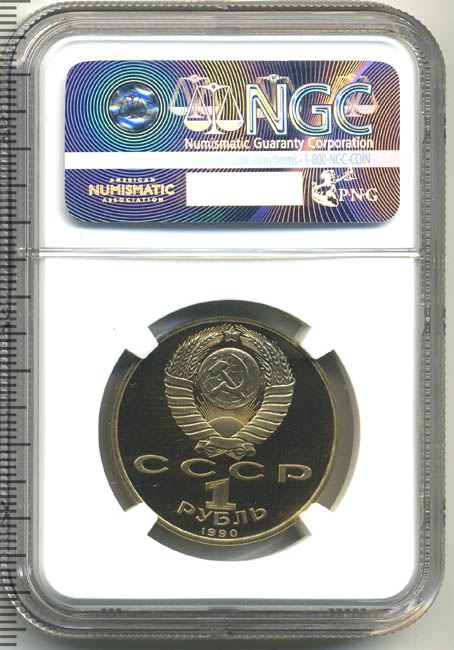 NGC
Numismatic Guaranty Corporation
www.NGCcoin.com/terms • 1-800-NGC-COIN
AMERICAN
NUMISMATIC
ASSOCIATION
P·N·G
СССР
1
РУБЛЬ
1990